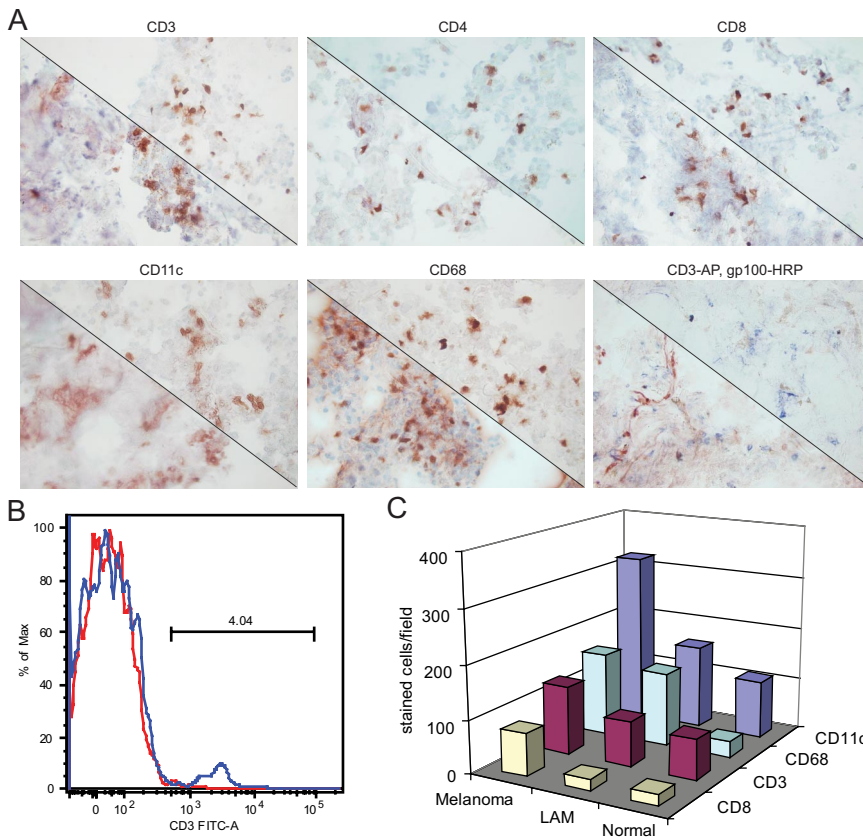 A
CD3
CD4
CD8
CD11c
CD68
CD3-AP, gp100-HRP
B
100
80
60
40
20
0
% of Max
4.04
0
10²
10³
10⁴
10⁵
CD3 FITC-A
C
400
300
200
100
0
stained cells/field
Melanoma
LAM
Normal
CD8
CD3
CD68
CD11c